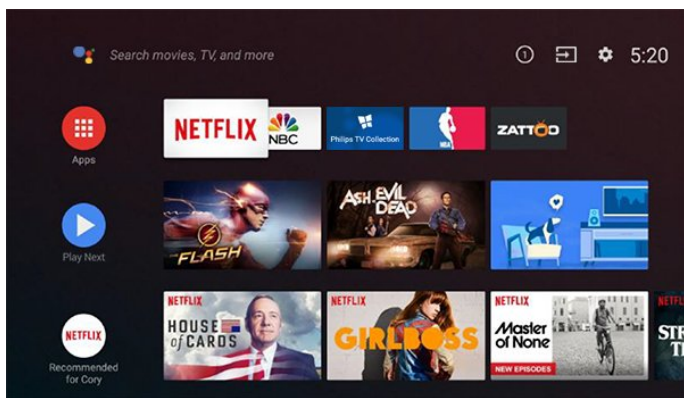 Search movies, TV, and more
1
5:20
Apps
NETFLIX
NBC
Philips TV Collection
NBA
ZATTOO
Play Next
THE FLASH
ASH vs EVIL DEAD
NETFLIX
Recommended
for Cory
NETFLIX
HOUSE
of CARDS
NETFLIX
GIRLBOSS
NETFLIX
Master
of None
NEW EPISODES
NETFLIX
STR
TH